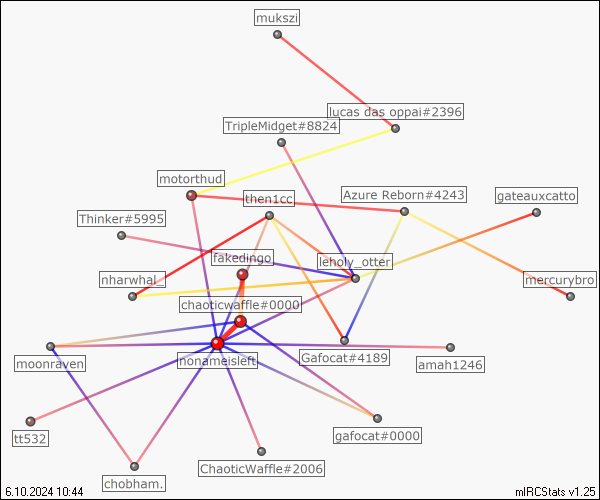 mukszi
lucas das oppai#2396
TripleMidget#8824
motorthud
then1cc
Azure Reborn#4243
gateauxcatto
Thinker#5995
fakedingo
leholy_otter
nharwhal_
mercurybro
chaoticwaffle#0000
nonameisleft
Gafocat#4189
moonraven
amah1246
tt532
gafocat#0000
ChaoticWaffle#2006
chobham.
6.10.2024 10:44
mIRCStats v1.25